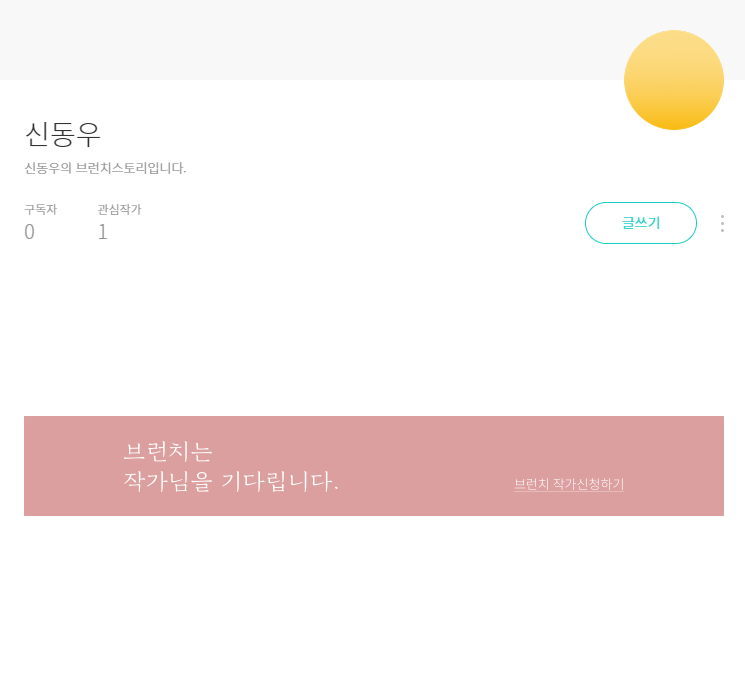 신동우
신동우의 브런치스토리입니다.
구독자 관심작가
0 1
글쓰기
브런치는
작가님을 기다립니다.
브런치 작가신청하기